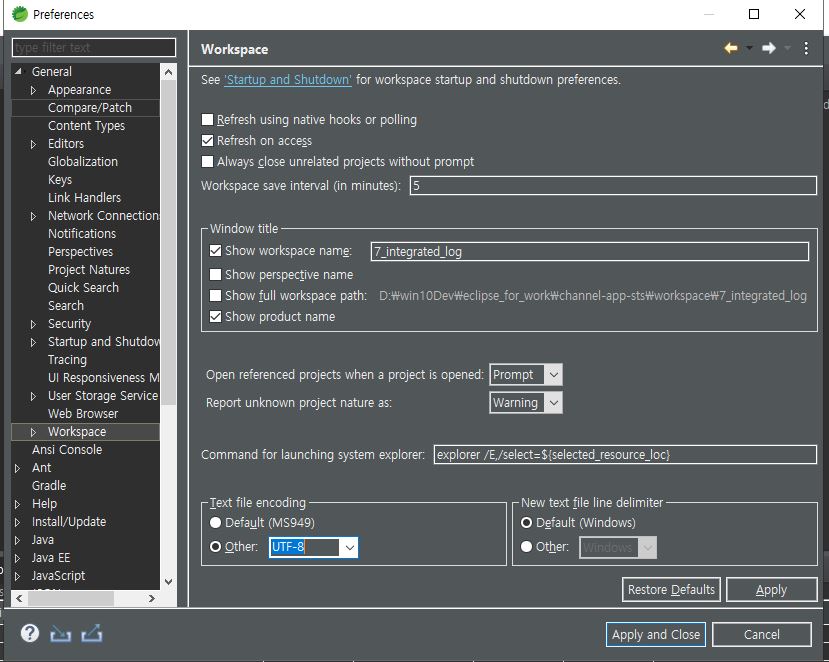 Preferences
type filter text
General
Appearance
Compare/Patch
Content Types
Editors
Globalization
Keys
Link Handlers
Network Connection
Notifications
Perspectives
Project Natures
Quick Search
Search
Security
Startup and Shutdow
Tracing
UI Responsiveness M
User Storage Service
Web Browser
Workspace
Ansi Console
Ant
Gradle
Help
Install/Update
Java
Java EE
JavaScript
Workspace
See 'Startup and Shutdown' for workspace startup and shutdown preferences.
Refresh using native hooks or polling
Refresh on access
Always close unrelated projects without prompt
Workspace save interval (in minutes): 5
Window title
Show workspace name: 7_integrated_log
Show perspective name
Show full workspace path: D:₩win10Dev₩eclipse_for_work₩channel-app-sts₩workspace₩7_integrated_log
Show product name
Open referenced projects when a project is opened: Prompt
Report unknown project nature as: Warning
Command for launching system explorer: explorer /E,/select=${selected_resource_loc}
Text file encoding
Default (MS949)
Other: UTF-8
New text file line delimiter
Default (Windows)
Other: Windows
Restore Defaults Apply
Apply and Close Cancel